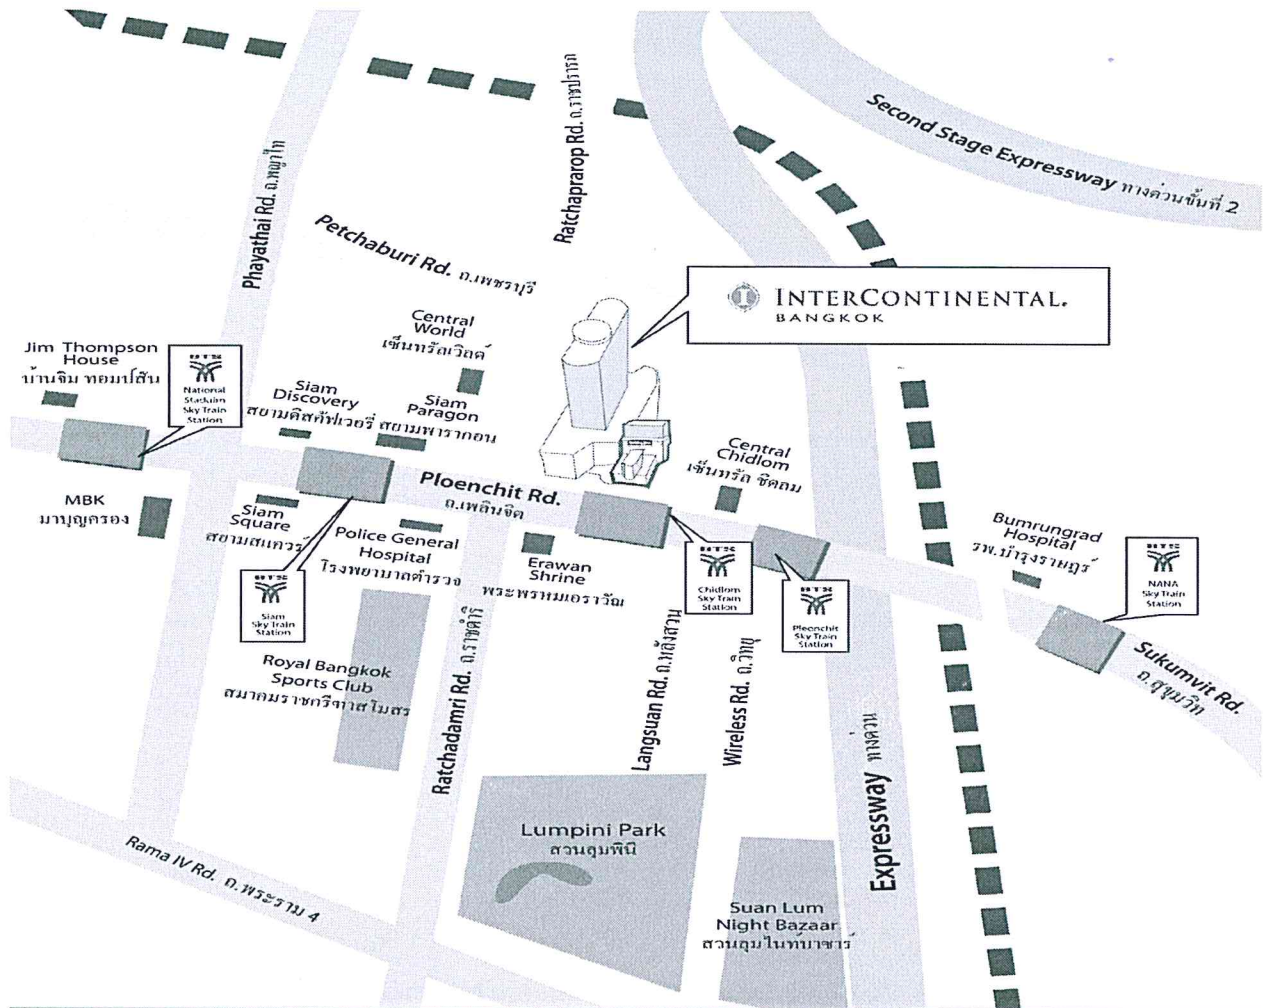 Second Stage Expressway ทางด่วนขั้นที่ 2
Ratchaprarop Rd. ถ.ราชปรารภ
Phayathai Rd. ถ.พญาไท
Petchaburi Rd. ถ.เพชรบุรี
INTERCONTINENTAL.
BANGKOK
Central
World
เซ็นทรัลเวิลด์
Jim Thompson
House
บ้านจิม ทอมป์สัน
BTS
National
Stadium
Sky Train
Station
Siam
Discovery
สยามดิสคัฟเวอรี่
Siam
Paragon
สยามพารากอน
Central
Chidlom
เซ็นทรัล ชิดลม
Ploenchit Rd.
ถ.เพลินจิต
MBK
มาบุญครอง
Siam
Square
สยามสแควร์
Police General
Hospital
โรงพยาบาลตำรวจ
Erawan
Shrine
พระพรหมเอราวัณ
BTS
Siam
Sky Train
Station
BTS
Chidlom
Sky Train
Station
BTS
Ploenchit
Sky Train
Station
Bumrungrad
Hospital
รพ.บำรุงราษฎร์
BTS
NANA
Sky Train
Station
Sukumvit Rd.
ถ.สุขุมวิท
Royal Bangkok
Sports Club
สมาคมราชกรีฑาสโมสร
Ratchadamri Rd. ถ.ราชดำริ
Langsuan Rd. ถ.หลังสวน
Wireless Rd. ถ.วิทยุ
Expressway ทางด่วน
Lumpini Park
สวนลุมพินี
Rama IV Rd. ถ.พระราม 4
Suan Lum
Night Bazaar
สวนลุมไนท์บาซาร์